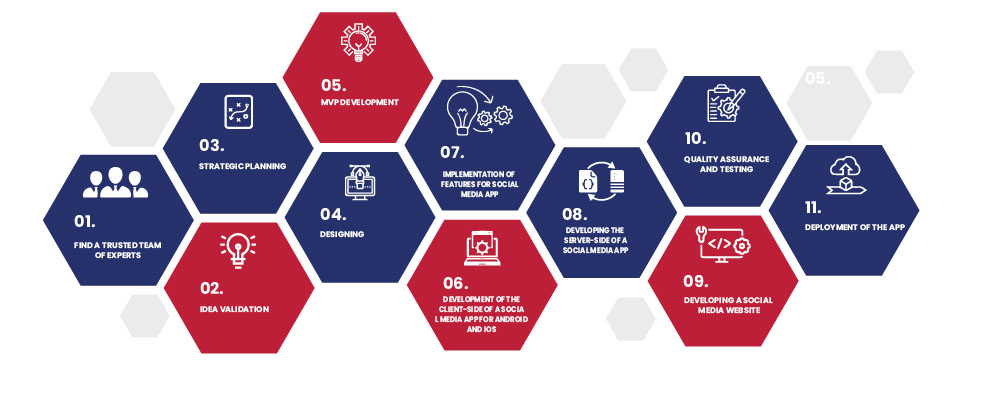 01.
FIND A TRUSTED TEAM
OF EXPERTS
02.
IDEA VALIDATION
03.
STRATEGIC PLANNING
04.
DESIGNING
05.
MVP DEVELOPMENT
06.
DEVELOPMENT OF THE
CLIENT-SIDE OF A SOCIA
L MEDIA APP FOR ANDROID
AND IOS
07.
IMPLEMENTATION OF
FEATURES FOR SOCIAL
MEDIA APP
08.
DEVELOPING THE
SERVER-SIDE OF A
SOCIAL MEDIA APP
09.
DEVELOPING A SOCIAL
MEDIA WEBSITE
10.
QUALITY ASSURANCE
AND TESTING
05.
11.
DEPLOYMENT OF THE APP